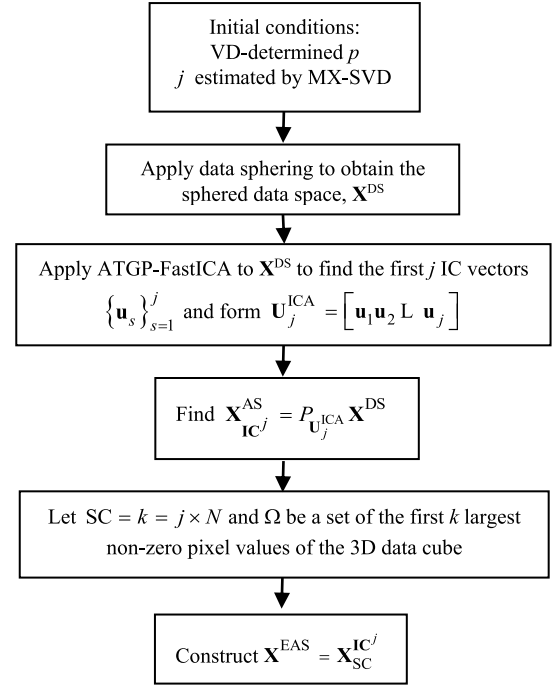 Initial conditions:
VD-determined p
j estimated by MX-SVD
Apply data sphering to obtain the
sphered data space, X^DS
Apply ATGP-FastICA to X^DS to find the first j IC vectors
{u_s}_{s=1}^{j} and form U_j^ICA = [u_1 u_2 L u_j]
Find X_{IC^j}^{AS} = P_{U_j^ICA} X^DS
Let SC = k = j × N and Ω be a set of the first k largest
non-zero pixel values of the 3D data cube
Construct X^EAS = X_SC^{IC^j}